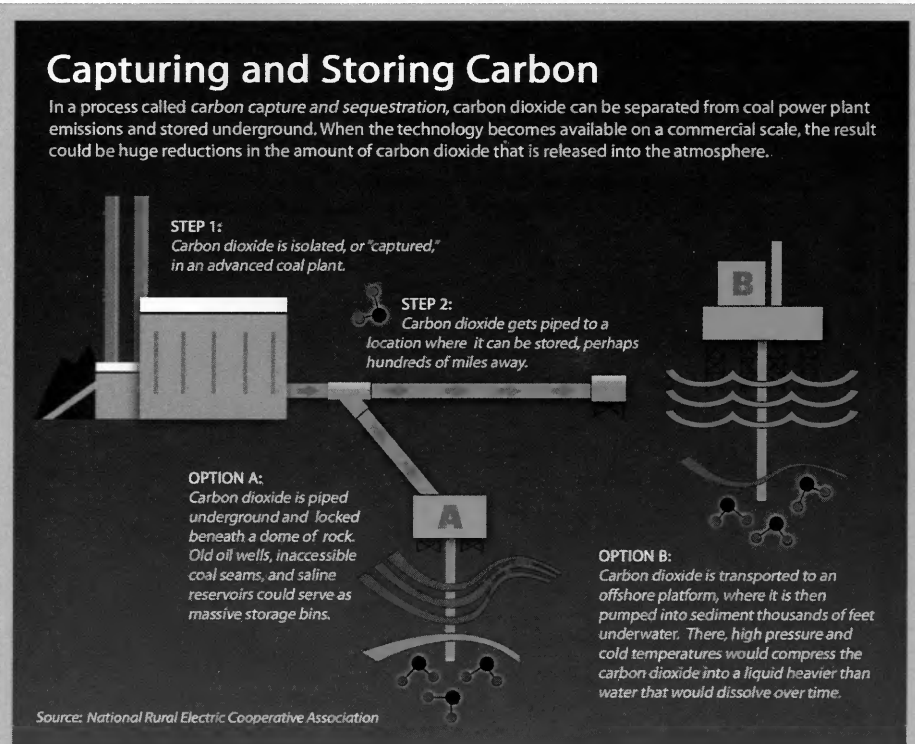 Capturing and Storing Carbon
In a process called carbon capture and sequestration, carbon dioxide can be separated from coal power plant
emissions and stored underground. When the technology becomes available on a commercial scale, the result
could be huge reductions in the amount of carbon dioxide that is released into the atmosphere.
STEP 1:
Carbon dioxide is isolated, or "captured,"
in an advanced coal plant.
STEP 2:
Carbon dioxide gets piped to a
location where it can be stored, perhaps
hundreds of miles away.
B
OPTION A:
Carbon dioxide is piped
underground and locked
beneath a dome of rock.
Old oil wells, inaccessible
coal seams, and saline
reservoirs could serve as
massive storage bins.
A
OPTION B:
Carbon dioxide is transported to an
offshore platform, where it is then
pumped into sediment thousands of feet
underwater. There, high pressure and
cold temperatures would compress the
carbon dioxide into a liquid heavier than
water that would dissolve over time.
Source: National Rural Electric Cooperative Association